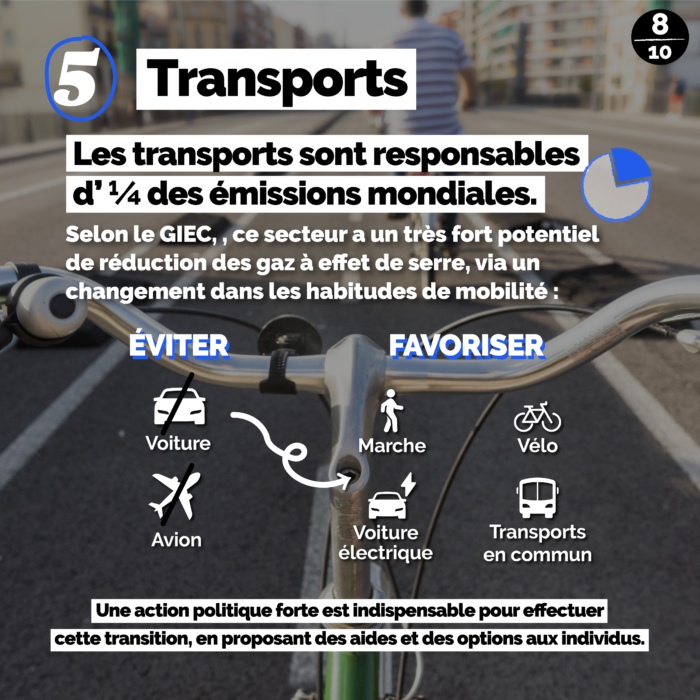 8
10
5 Transports
Les transports sont responsables
d’ ¼ des émissions mondiales.
Selon le GIEC, , ce secteur a un très fort potentiel
de réduction des gaz à effet de serre, via un
changement dans les habitudes de mobilité :
ÉVITER FAVORISER
Voiture Marche Vélo
Avion Voiture Transports
électrique en commun
Une action politique forte est indispensable pour effectuer
cette transition, en proposant des aides et des options aux individus.